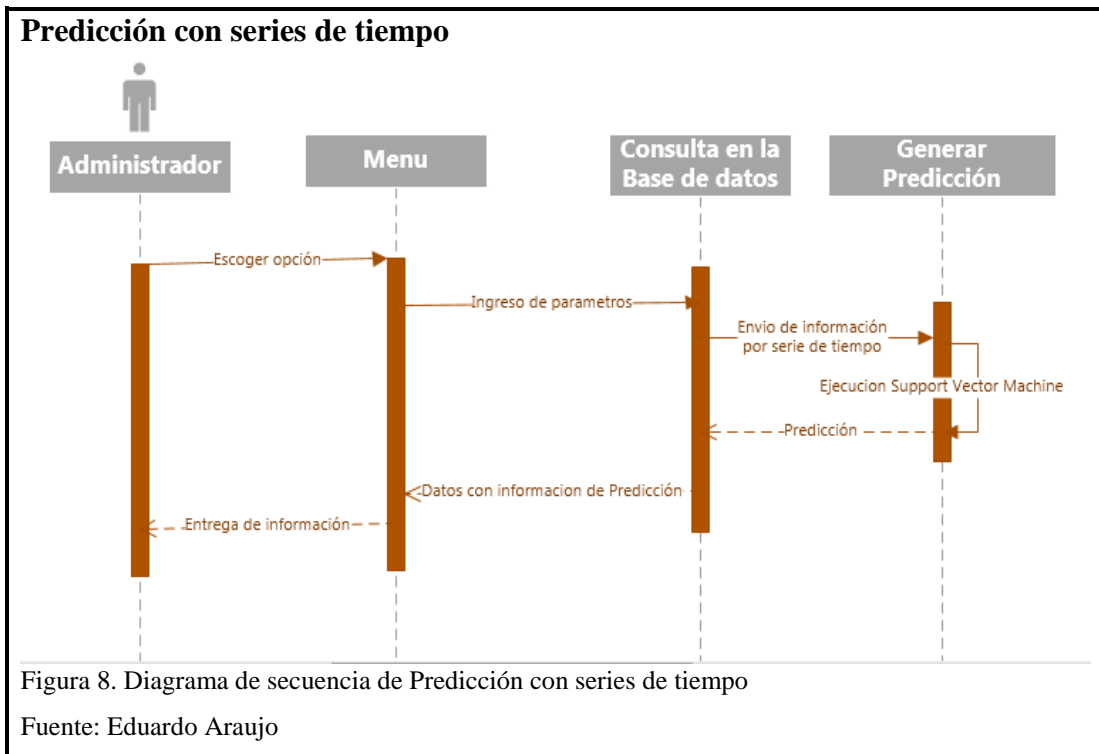 Predicción con series de tiempo
Administrador
Menu
Consulta en la
Base de datos
Generar
Predicción
Escoger opción
Ingreso de parametros
Envio de información
por serie de tiempo
Ejecucion Support Vector Machine
Predicción
Datos con informacion de Predicción
Entrega de información
Figura 8. Diagrama de secuencia de Predicción con series de tiempo
Fuente: Eduardo Araujo